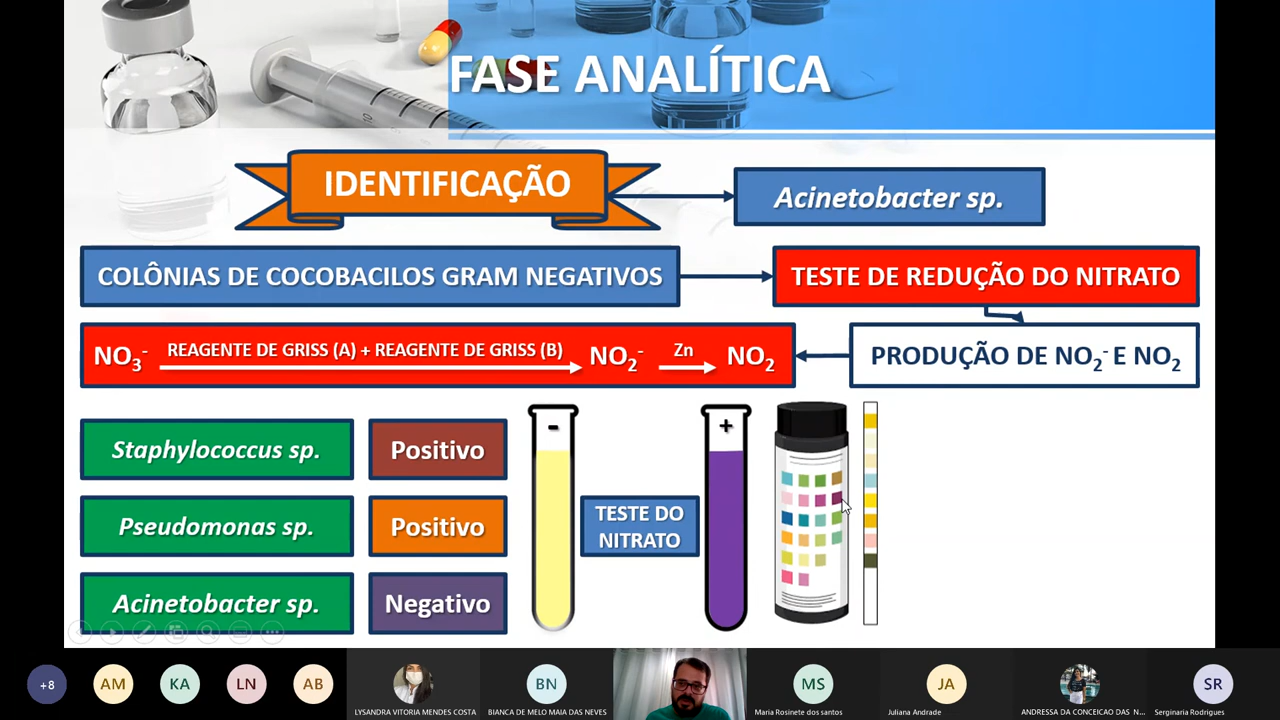 FASE ANALÍTICA
IDENTIFICAÇÃO
Acinetobacter sp.
COLÔNIAS DE COCOBACILOS GRAM NEGATIVOS
TESTE DE REDUÇÃO DO NITRATO
NO3- REAGENTE DE GRISS (A) + REAGENTE DE GRISS (B) NO2- Zn NO2
PRODUÇÃO DE NO2- E NO2
Staphylococcus sp.
Positivo
-
+
Pseudomonas sp.
Positivo
TESTE DO
NITRATO
Acinetobacter sp.
Negativo
+8
AM
KA
LN
AB
LYSANDRA VITORIA MENDES COSTA
BN
BIANCA DE MELO MAIA DAS NEVES
MS
Maria Rosinete dos santos
JA
Juliana Andrade
ANDRESSA DA CONCEICAO DAS N...
SR
Serginaria Rodrigues